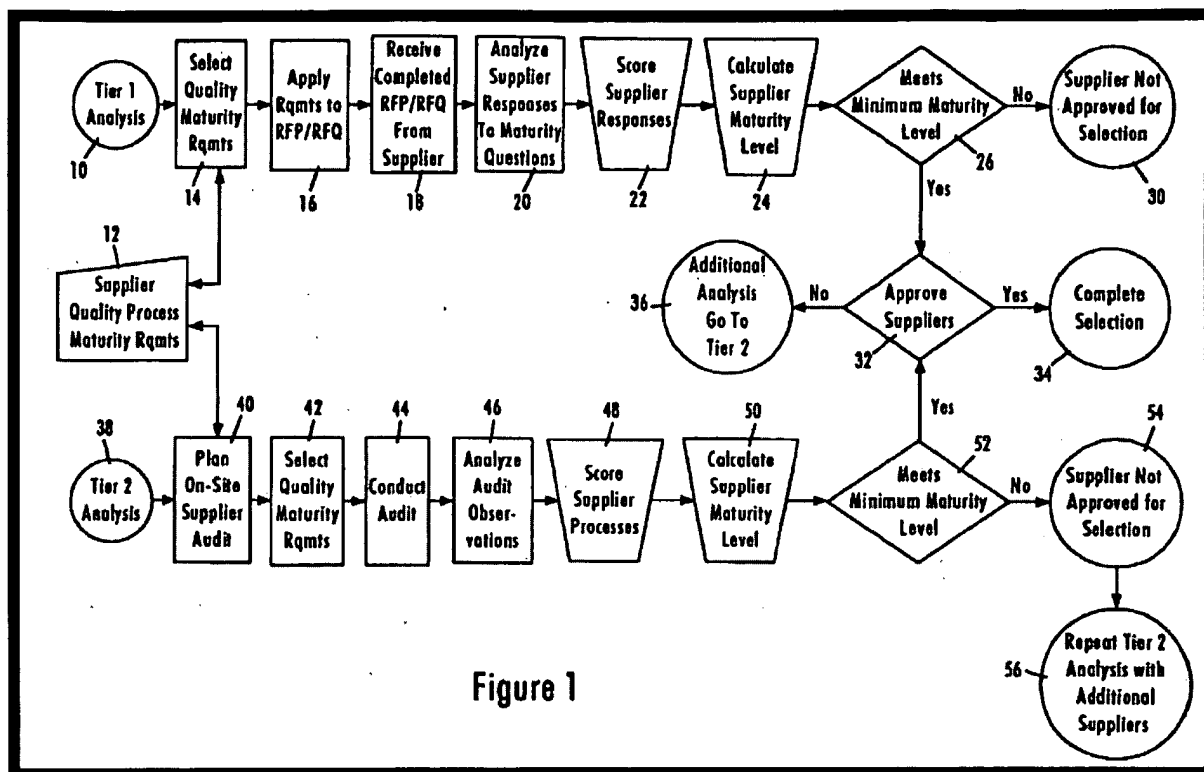 Tier 1
Analysis
10
Select
Quality
Maturity
Rqmts
14
Apply
Rqmts to
RFP/RFQ
16
Receive
Completed
RFP/RFQ
From
Supplier
18
Analyze
Supplier
Responses
To Maturity
Questions
20
Score
Supplier
Responses
22
Calculate
Supplier
Maturity
Level
24
Meets
Minimum Maturity
Level
26
No
Supplier Not
Approved for
Selection
30
Yes
12
Supplier
Quality Process
Maturity Rqmts
36
Additional
Analysis
Go To
Tier 2
No
Approve
Suppliers
32
Yes
Complete
Selection
34
Yes
38
Tier 2
Analysis
40
Plan
On-Site
Supplier
Audit
42
Select
Quality
Maturity
Rqmts
44
Conduct
Audit
46
Analyze
Audit
Obser-
vations
48
Score
Supplier
Processes
50
Calculate
Supplier
Maturity
Level
52
Meets
Minimum Maturity
Level
No
54
Supplier Not
Approved for
Selection
56
Repeat Tier 2
Analysis with
Additional
Suppliers
Figure 1